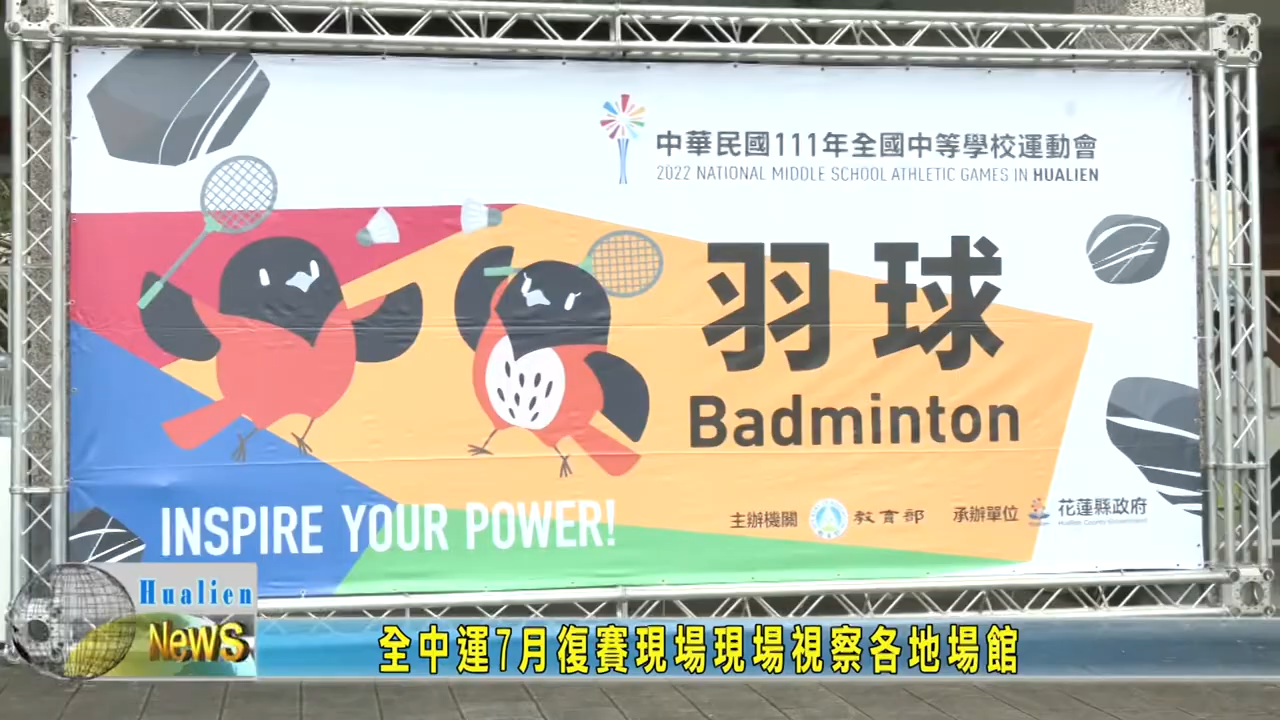 中華民國111年全國中等學校運動會
2022 NATIONAL MIDDLE SCHOOL ATHLETIC GAMES IN HUALIEN
羽球
Badminton
INSPIRE YOUR POWER!
主辦機關 教育部 承辦單位 花蓮縣政府
Hualien County Government
Hualien
News
全中運7月復賽現場現場視察各地場館